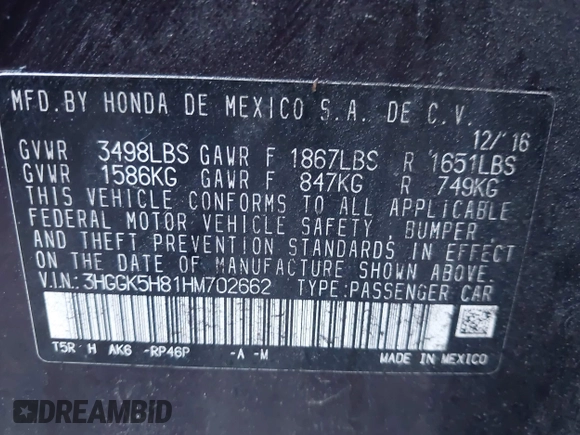 MFD. BY HONDA DE MEXICO S.A. DE C.V.
12/'16
GVWR 3498LBS GAWR F 1867LBS R 1651LBS
GVWR 1586KG GAWR F 847KG R 749KG
THIS VEHICLE CONFORMS TO ALL APPLICABLE
FEDERAL MOTOR VEHICLE SAFETY, BUMPER
AND THEFT PREVENTION STANDARDS IN EFFECT
ON THE DATE OF MANUFACTURE SHOWN ABOVE.
V.I.N.: 3HGGK5H81HM702662 TYPE:PASSENGER CAR
T5R H AK6 -RP46P -A -M MADE IN MEXICO
DREAMBID